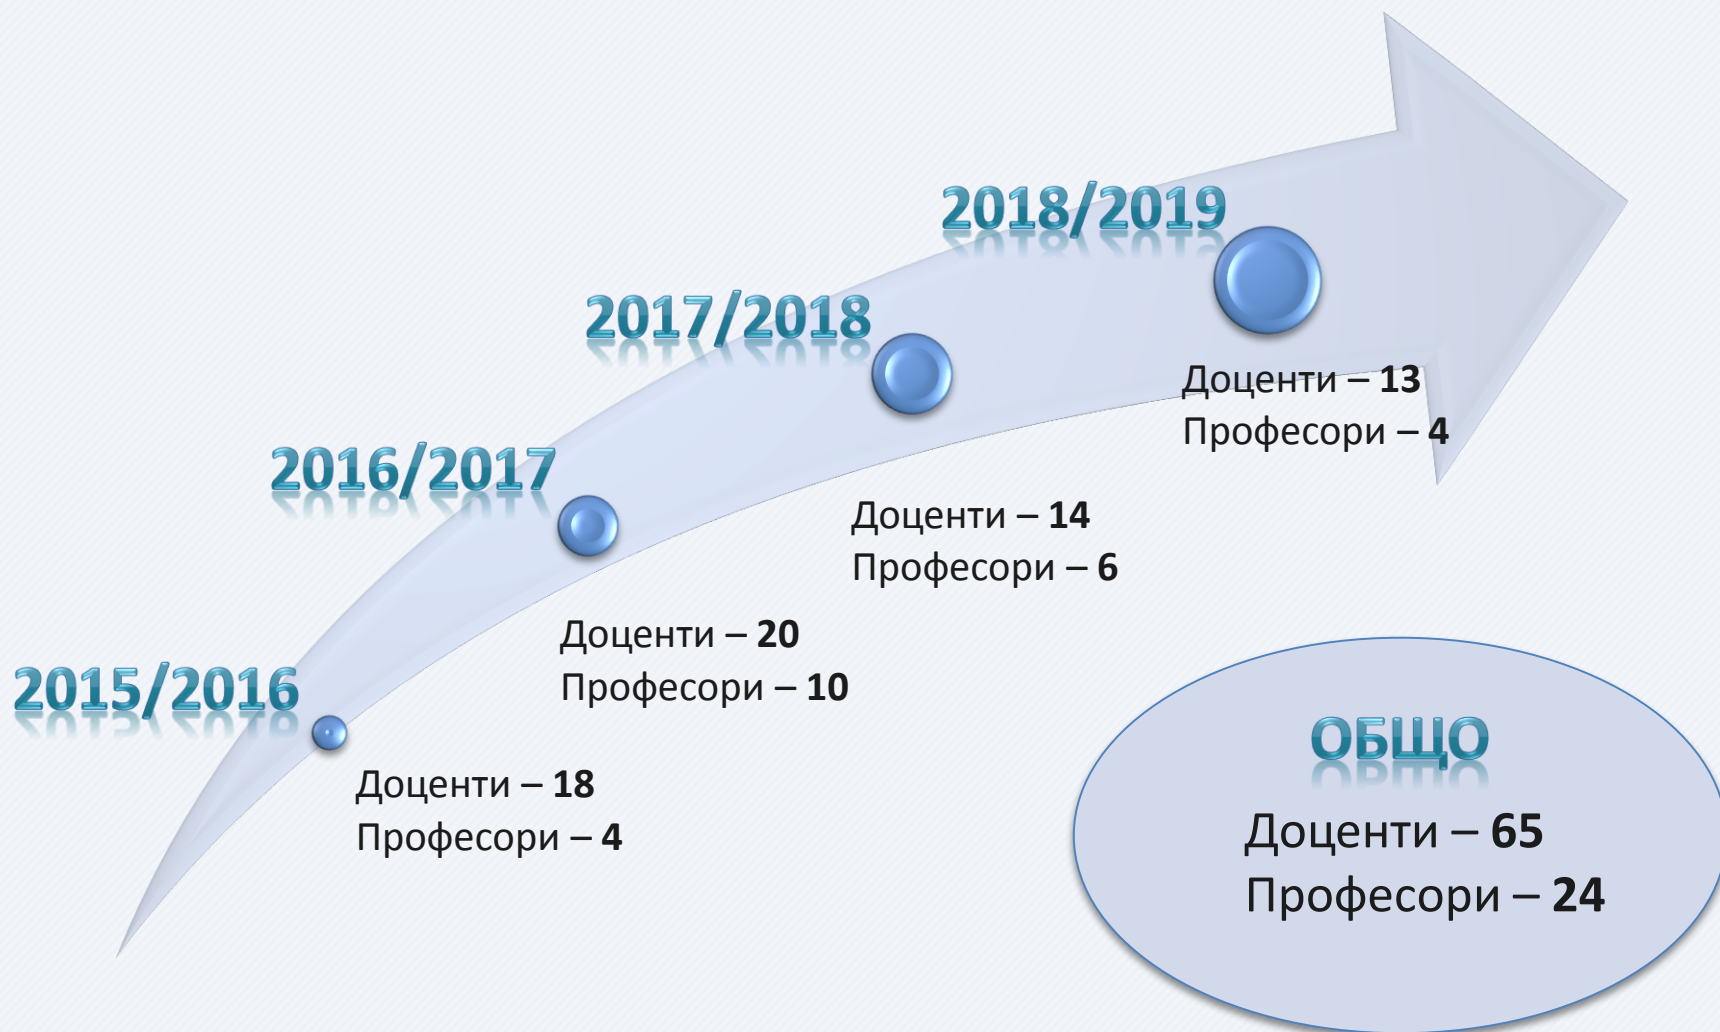 2015/2016
Доценти – 18
Професори – 4
2016/2017
Доценти – 20
Професори – 10
2017/2018
Доценти – 14
Професори – 6
2018/2019
Доценти – 13
Професори – 4
ОБЩО
Доценти – 65
Професори – 24